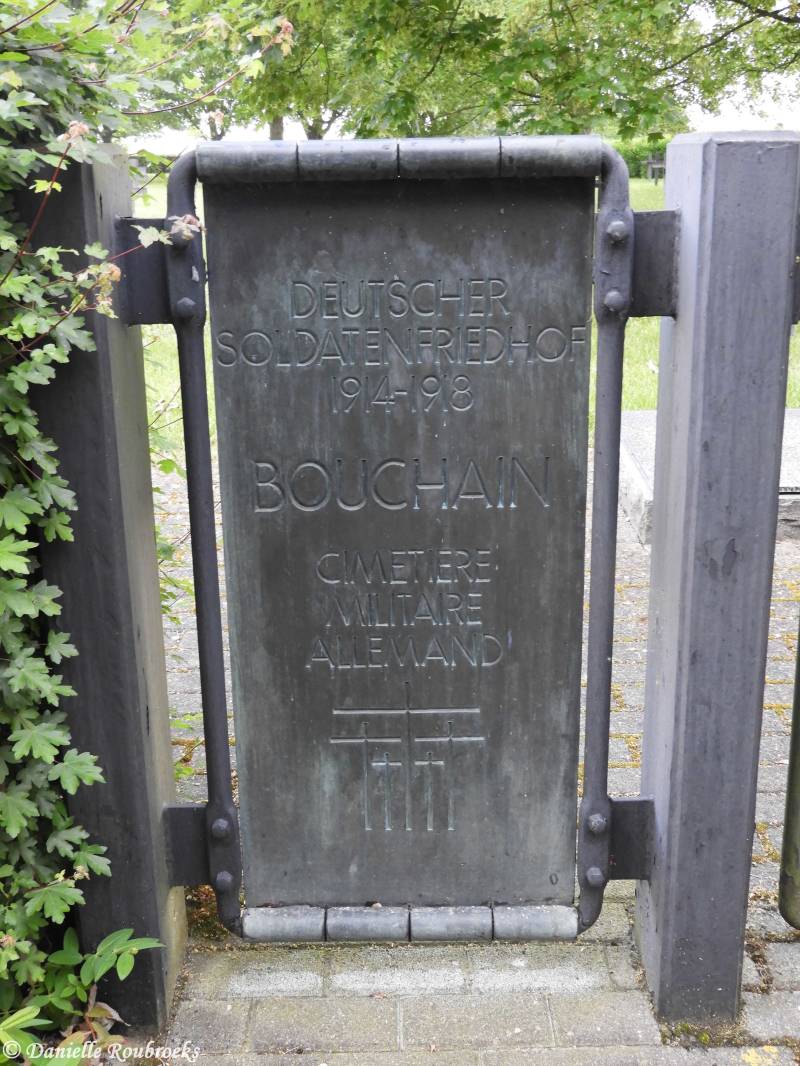 DEUTSCHER
SOLDATENFRIEDHOF
1914-1918
BOUCHAIN
CIMETIERE
MILITAIRE
ALLEMAND
© Danielle Roubroeks